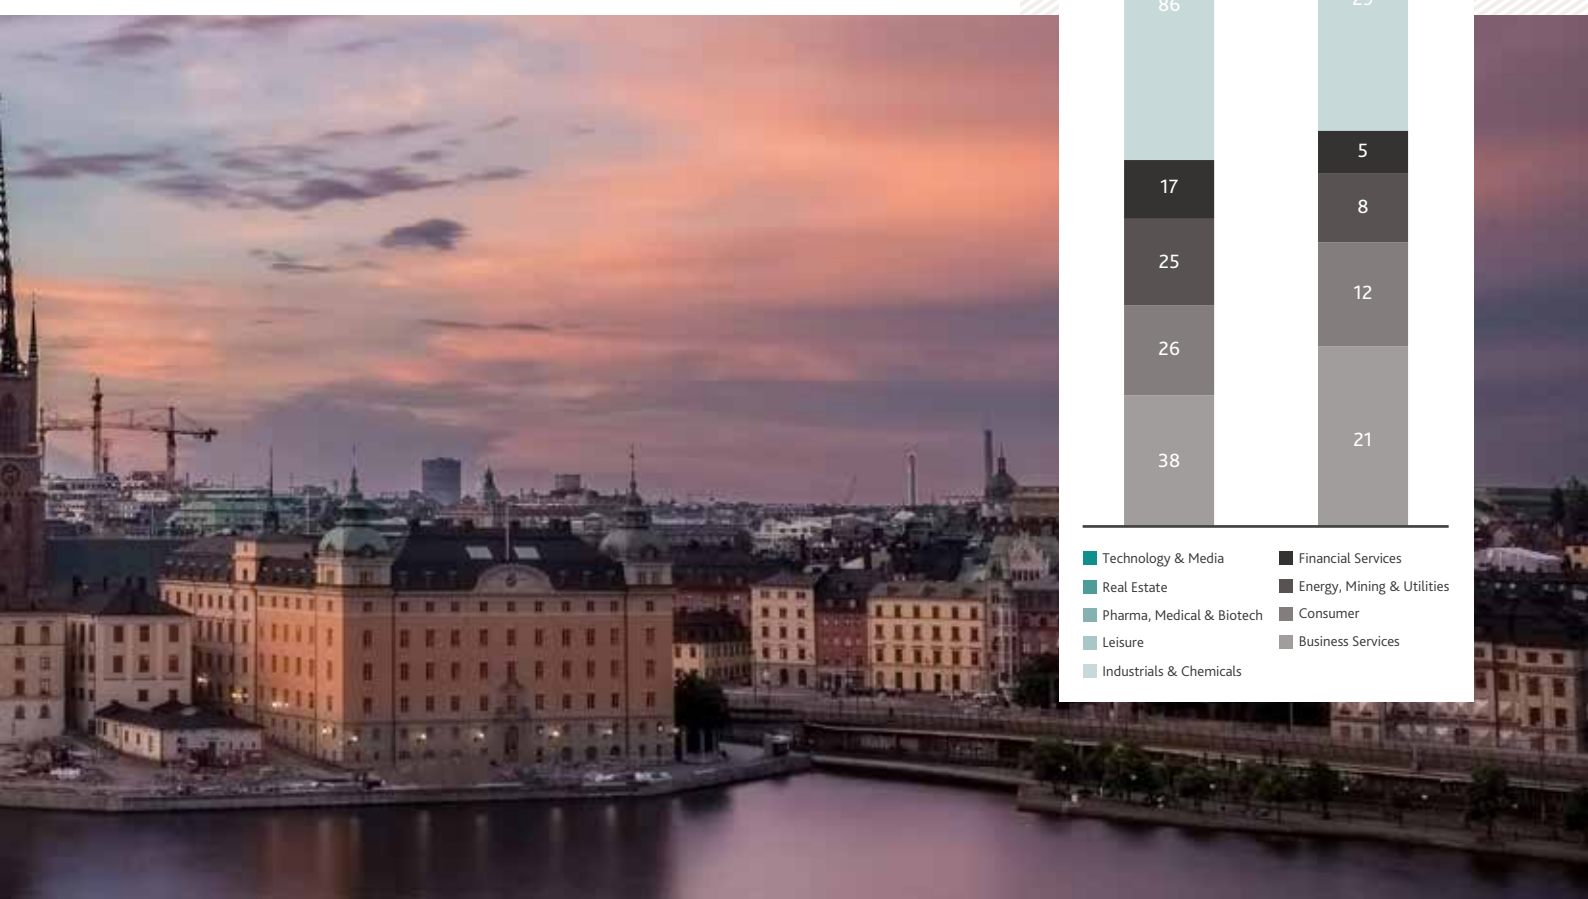 86
29
17
5
25
8
26
12
38
21
Technology & Media
Financial Services
Real Estate
Energy, Mining & Utilities
Pharma, Medical & Biotech
Consumer
Leisure
Business Services
Industrials & Chemicals